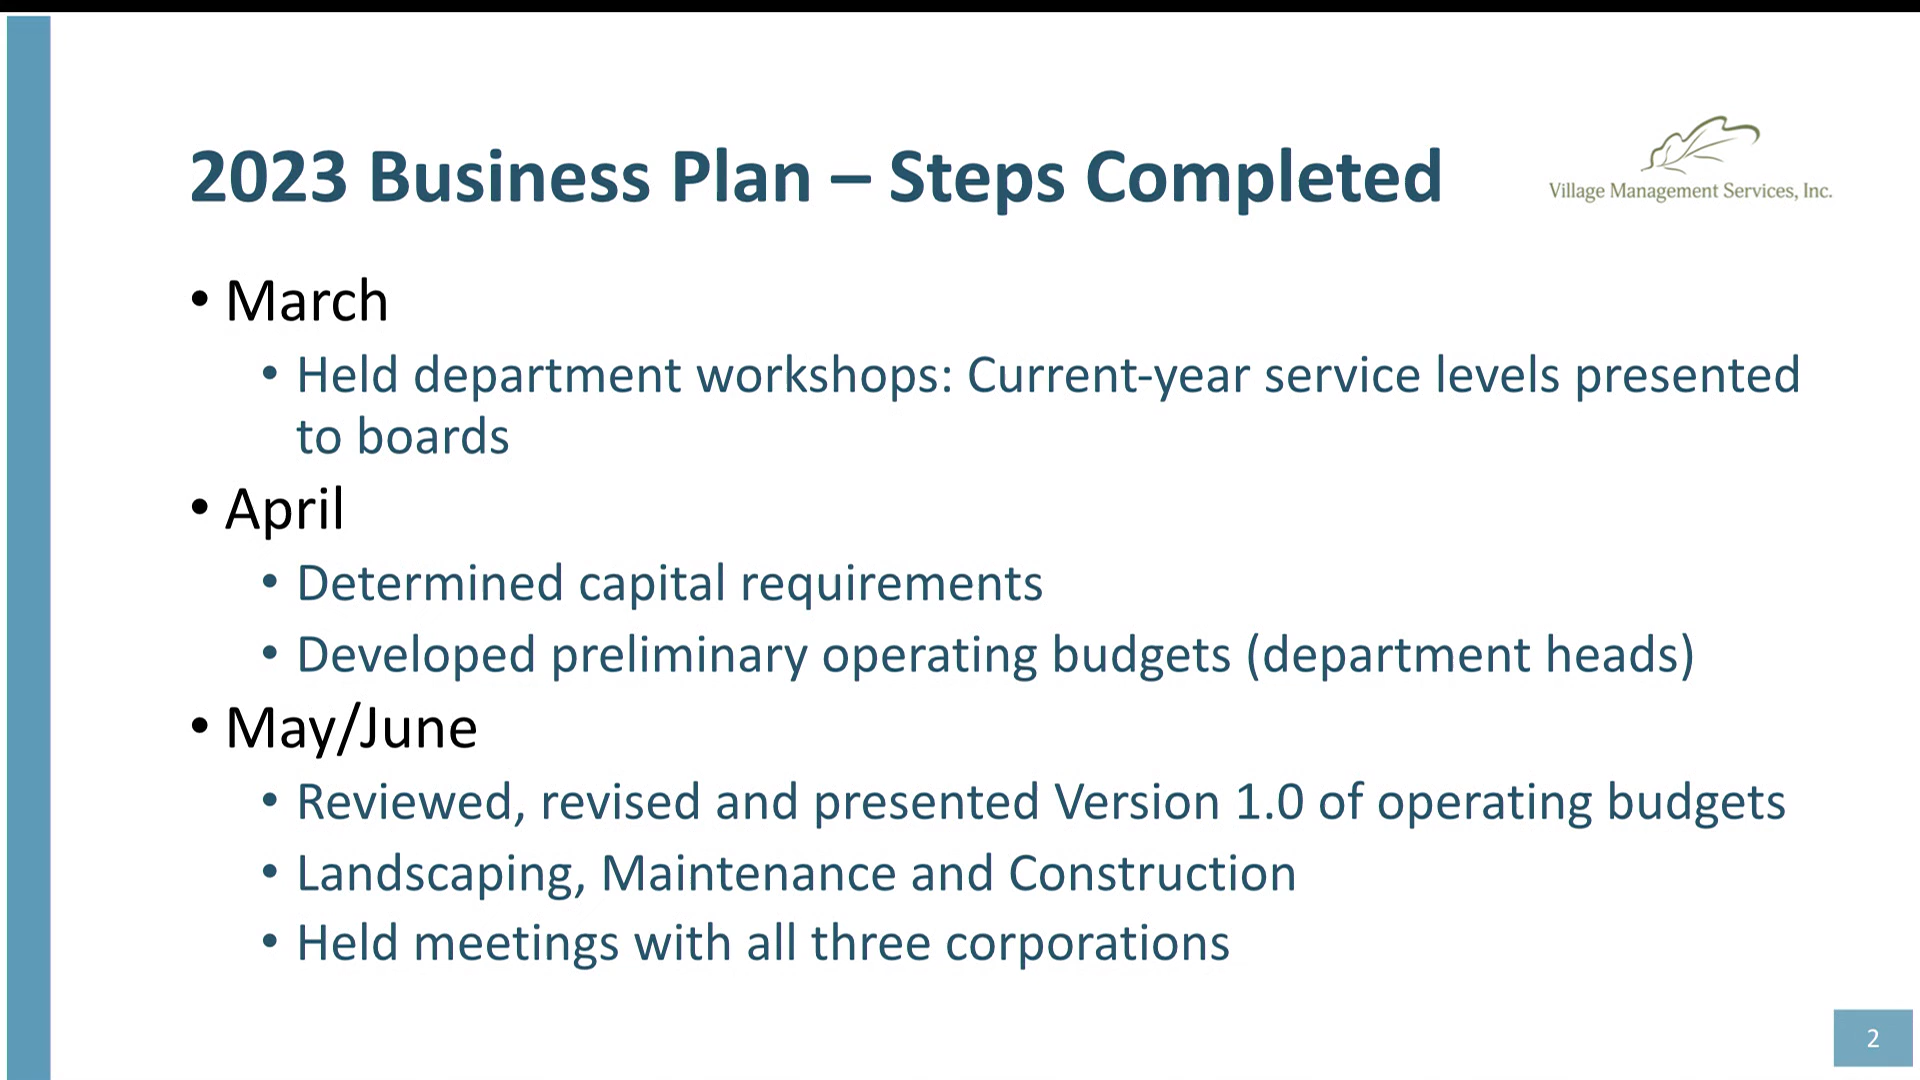 2023 Business Plan – Steps Completed
Village Management Services, Inc.
• March
• Held department workshops: Current-year service levels presented
to boards
• April
• Determined capital requirements
• Developed preliminary operating budgets (department heads)
• May/June
• Reviewed, revised and presented Version 1.0 of operating budgets
• Landscaping, Maintenance and Construction
• Held meetings with all three corporations
2